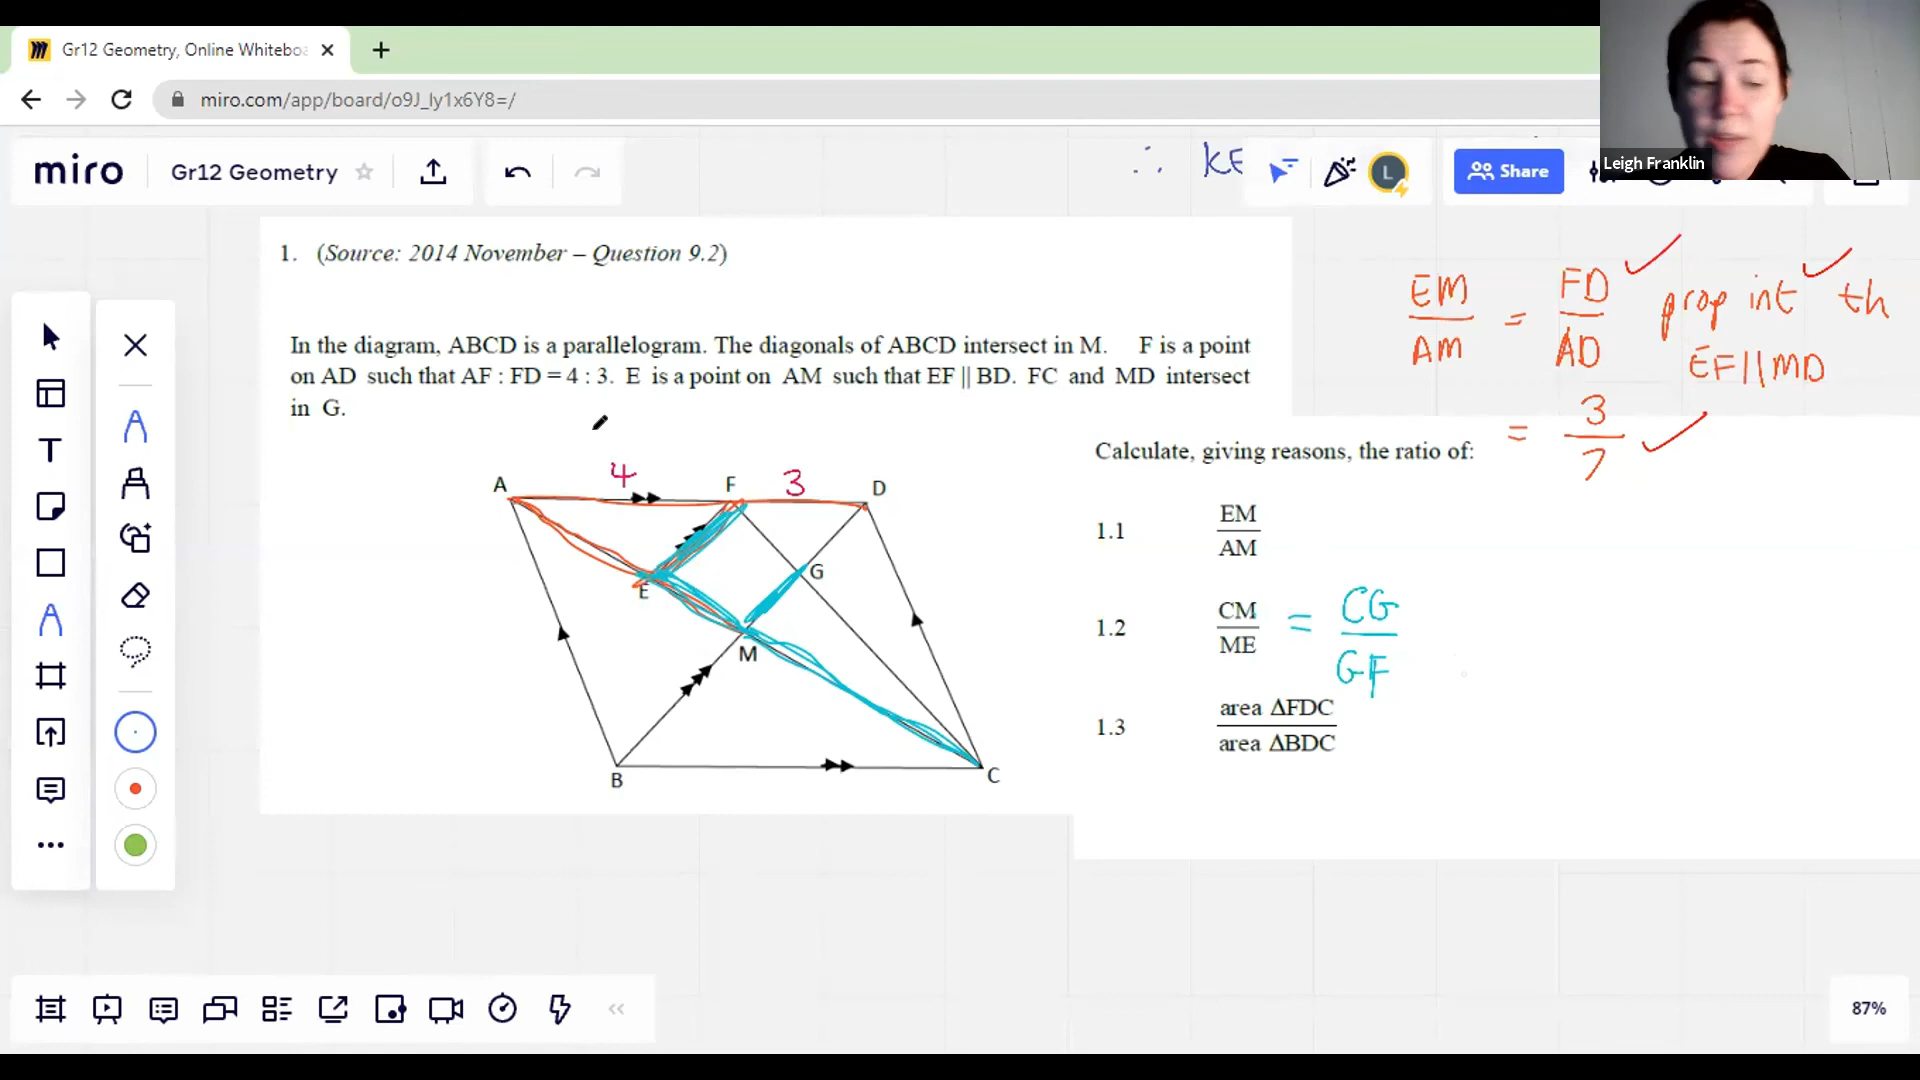 Gr12 Geometry, Online Whiteboa
miro.com/app/board/o9J_ly1x6Y8=/
Leigh Franklin
miro
Gr12 Geometry
∴ KE
L
Share
1. (Source: 2014 November – Question 9.2)
In the diagram, ABCD is a parallelogram. The diagonals of ABCD intersect in M. F is a point
on AD such that AF : FD = 4 : 3. E is a point on AM such that EF || BD. FC and MD intersect
in G.
EM/AM = FD/AD prop int th
EF||MD
= 3/7
A 4 F 3 D
E
G
M
B
C
Calculate, giving reasons, the ratio of:
1.1 EM/AM
1.2 CM/ME = CG/GF
1.3 area ΔFDC/area ΔBDC
T
87%